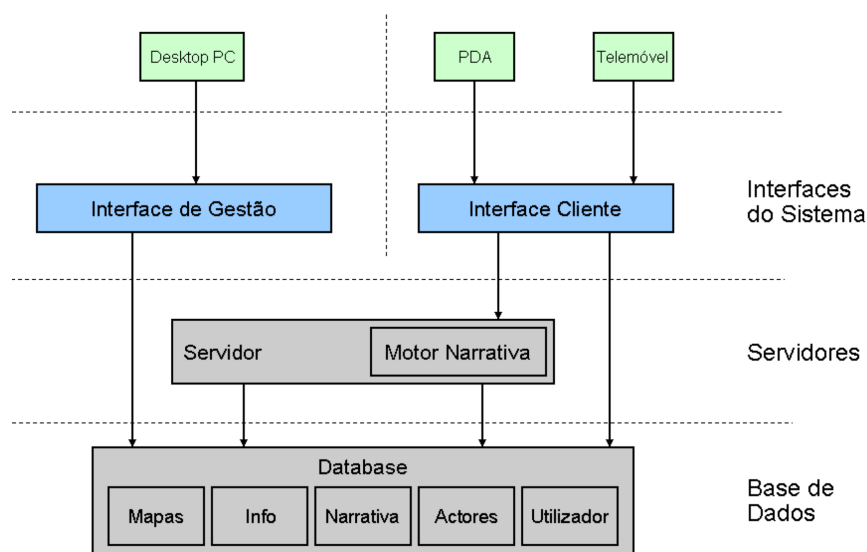 Desktop PC
PDA
Telemóvel
Interface de Gestão
Interface Cliente
Interfaces
do Sistema
Servidor
Motor Narrativa
Servidores
Database
Mapas
Info
Narrativa
Actores
Utilizador
Base de
Dados